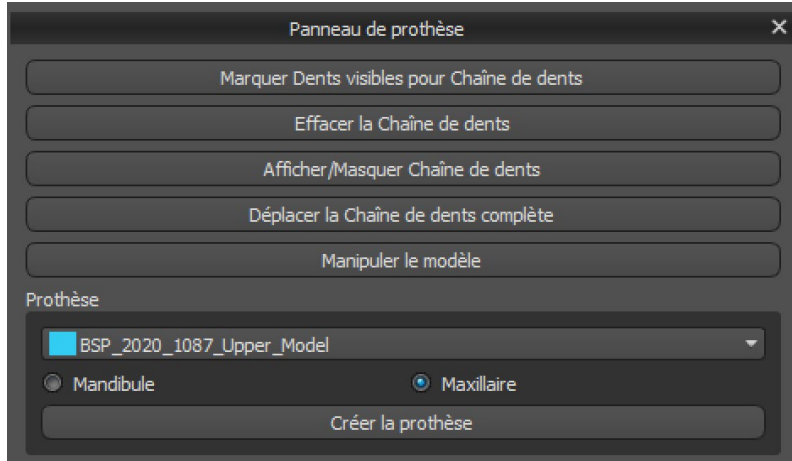 Panneau de prothèse
Marquer Dents visibles pour Chaîne de dents
Effacer la Chaîne de dents
Afficher/Masquer Chaîne de dents
Déplacer la Chaîne de dents complète
Manipuler le modèle
Prothèse
BSP_2020_1087_Upper_Model
Mandibule Maxillaire
Créer la prothèse